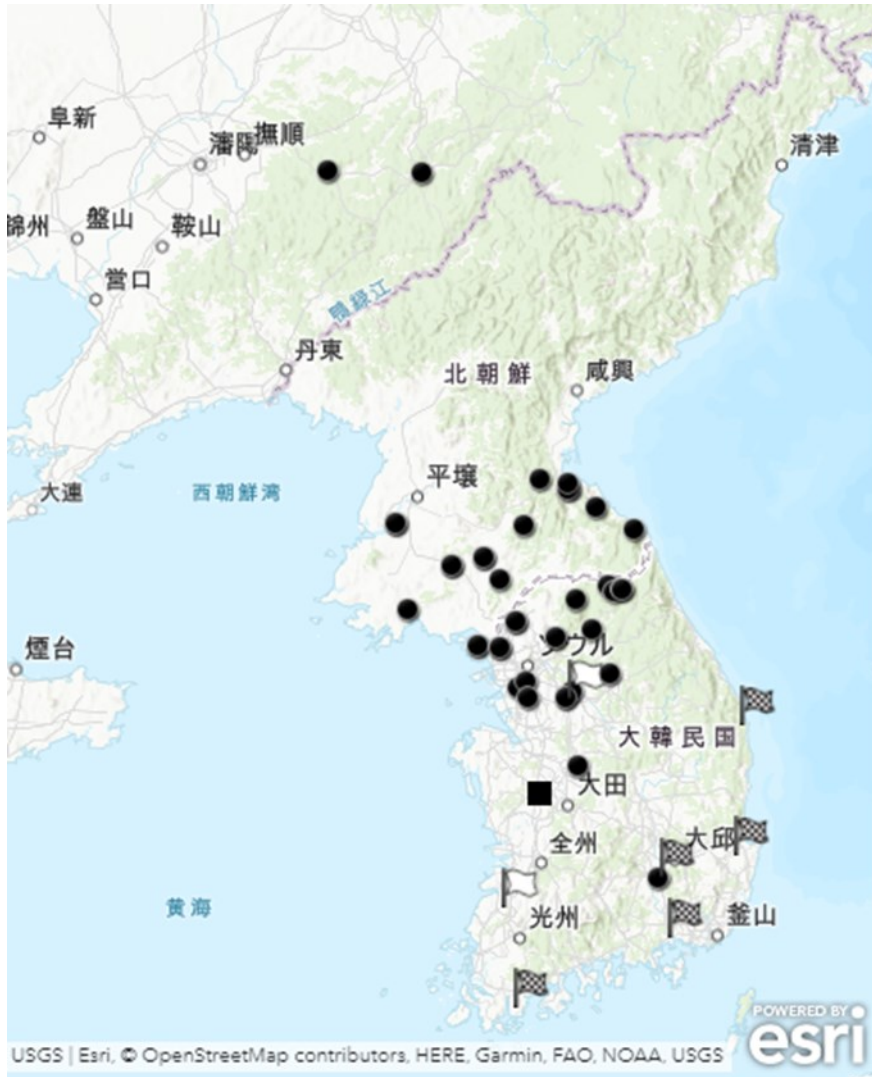 阜新
撫順
瀋陽
清津
錦州
盤山
鞍山
営口
鴨緑江
丹東
北朝鮮
咸興
平壌
大連
西朝鮮湾
煙台
ソウル
大韓民国
大田
大邱
全州
黄海
光州
釜山
POWERED BY
esri
USGS | Esri, © OpenStreetMap contributors, HERE, Garmin, FAO, NOAA, USGS